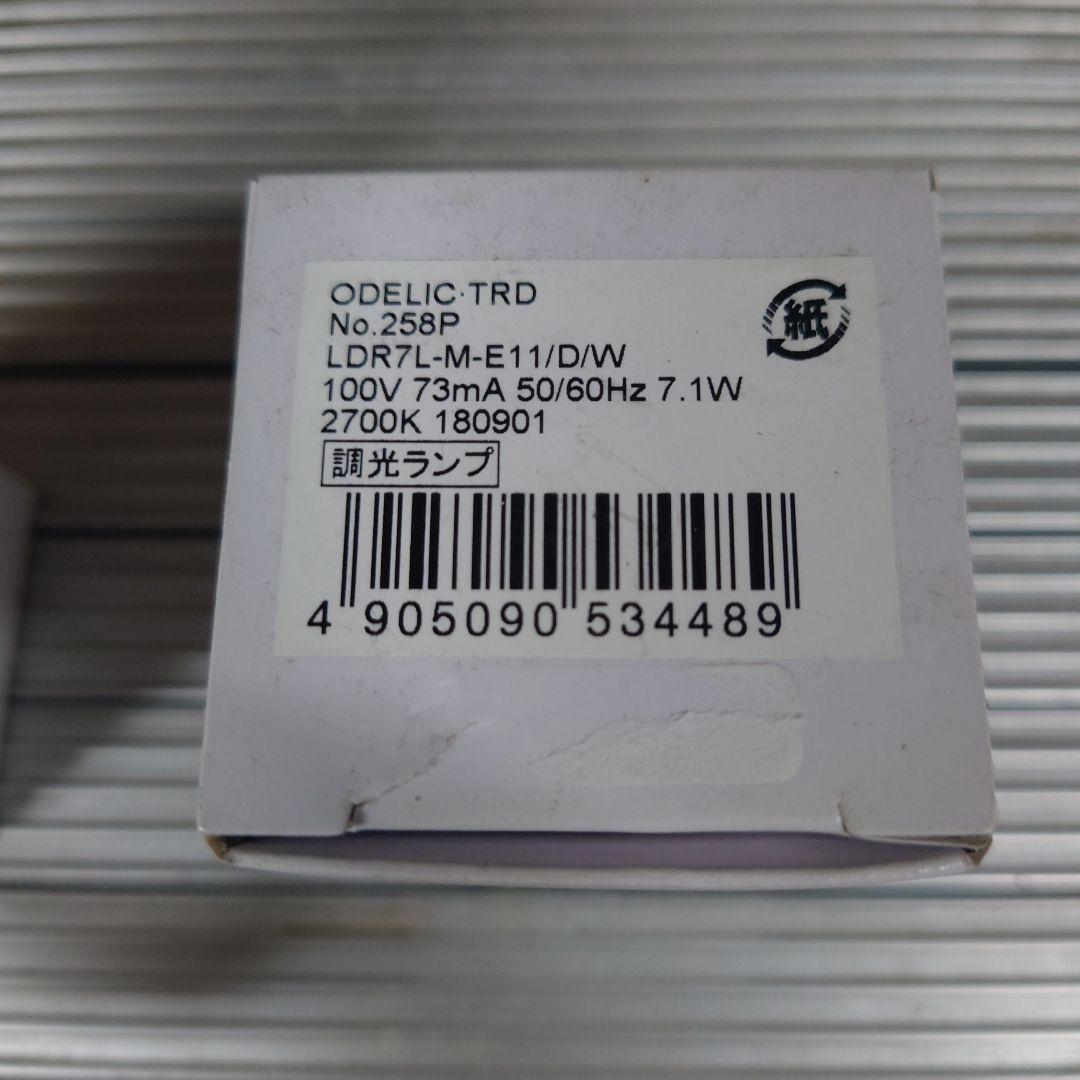 ODELIC·TRD
No.258P
LDR7L-M-E11/D/W
100V 73mA 50/60Hz 7.1W
2700K 180901
調光ランプ
紙
4 905090 534489